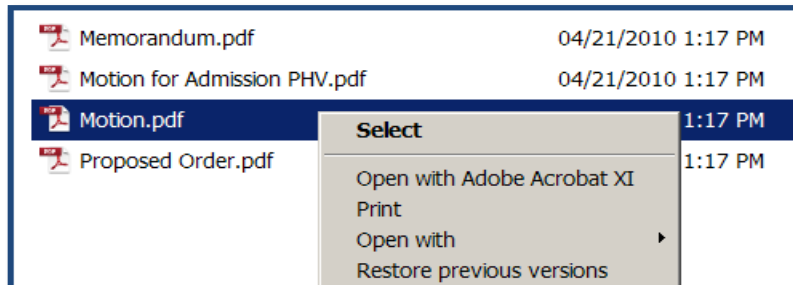 Memorandum.pdf 04/21/2010 1:17 PM
Motion for Admission PHV.pdf 04/21/2010 1:17 PM
Motion.pdf 1:17 PM
Select
Proposed Order.pdf 1:17 PM
Open with Adobe Acrobat XI
Print
Open with
Restore previous versions